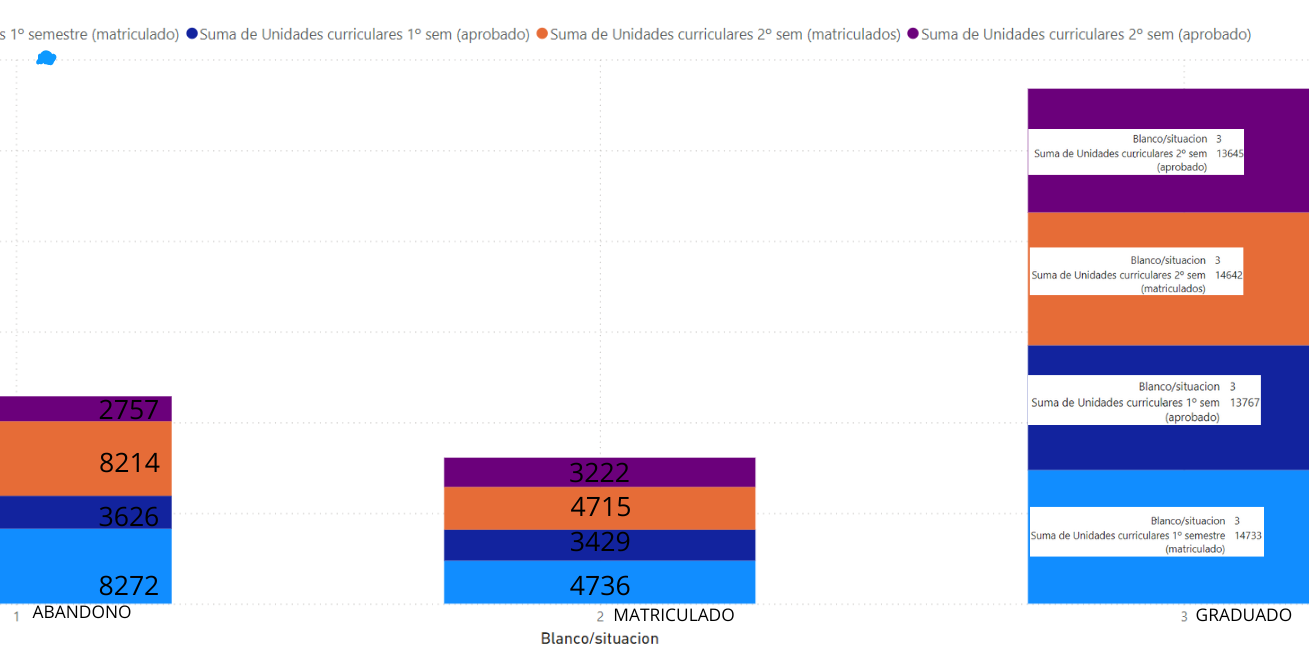 s 1º semestre (matriculado) Suma de Unidades curriculares 1º sem (aprobado) Suma de Unidades curriculares 2º sem (matriculados) Suma de Unidades curriculares 2º sem (aprobado)
Blanco/situacion 3
Suma de Unidades curriculares 2º sem 13645
(aprobado)
Blanco/situacion 3
Suma de Unidades curriculares 2º sem 14642
(matriculados)
Blanco/situacion 3
Suma de Unidades curriculares 1º sem 13767
(aprobado)
Blanco/situacion 3
Suma de Unidades curriculares 1º semestre 14733
(matriculado)
2757
8214
3626
8272
3222
4715
3429
4736
1 ABANDONO
2 MATRICULADO
3 GRADUADO
Blanco/situacion